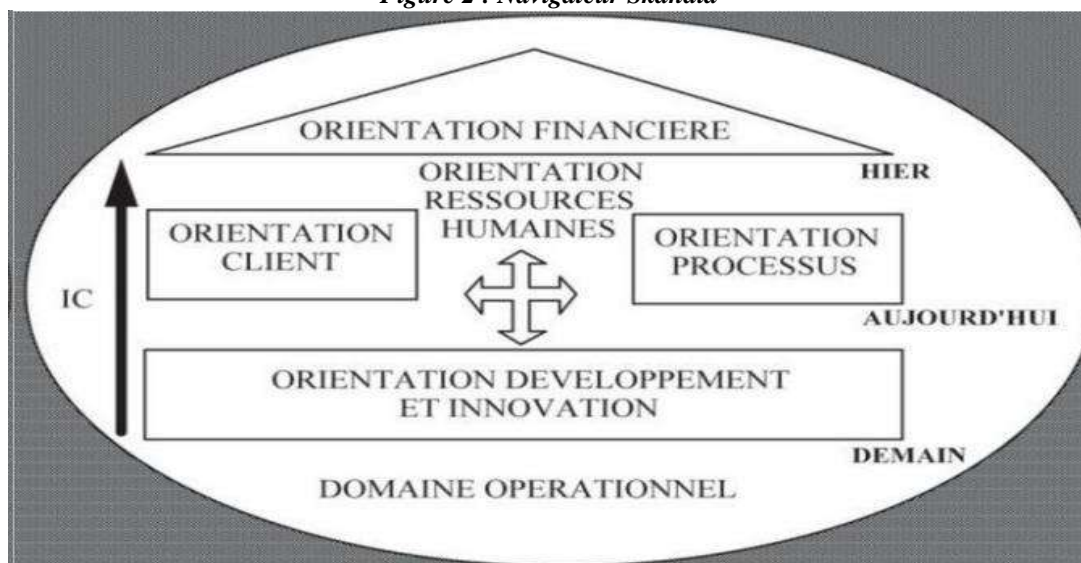 Figure 2 : Navigateur Skandia
ORIENTATION FINANCIERE
HIER
ORIENTATION
RESSOURCES
HUMAINES
ORIENTATION
CLIENT
ORIENTATION
PROCESSUS
IC
AUJOURD'HUI
ORIENTATION DEVELOPPEMENT
ET INNOVATION
DEMAIN
DOMAINE OPERATIONNEL